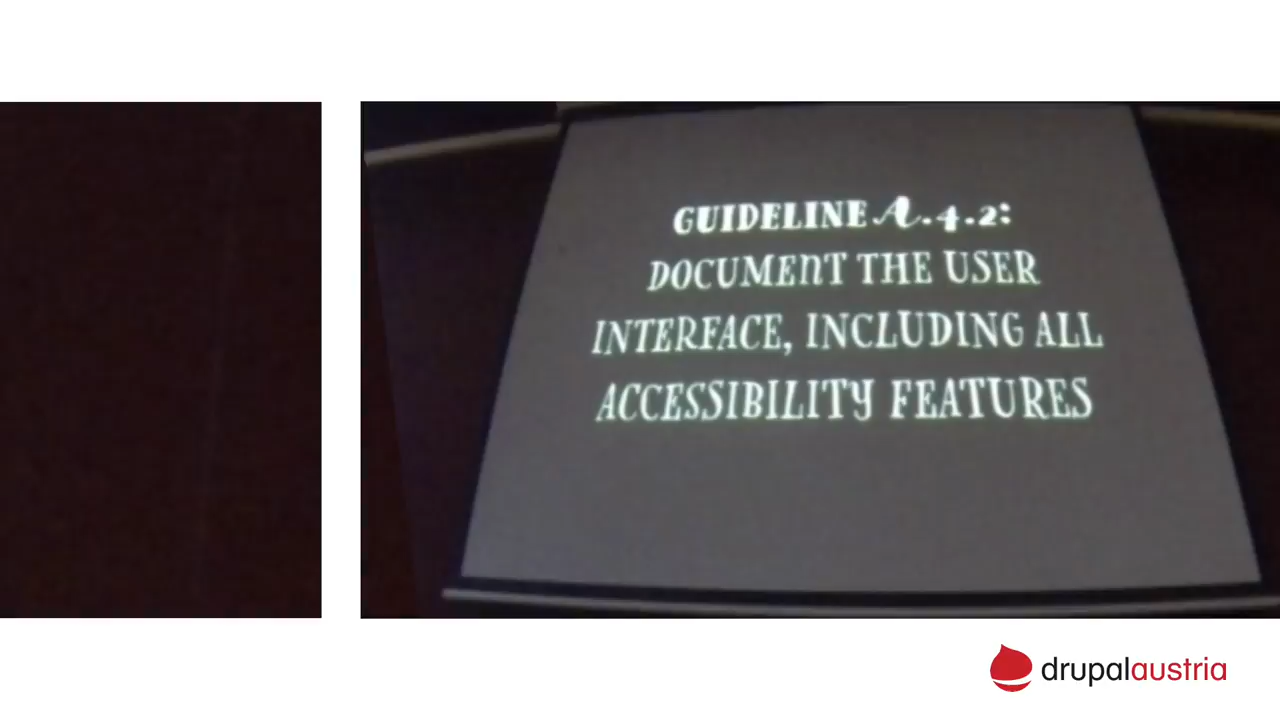 GUIDELINE A.4.2:
DOCUMENT THE USER
INTERFACE, INCLUDING ALL
ACCESSIBILITY FEATURES
drupalaustria